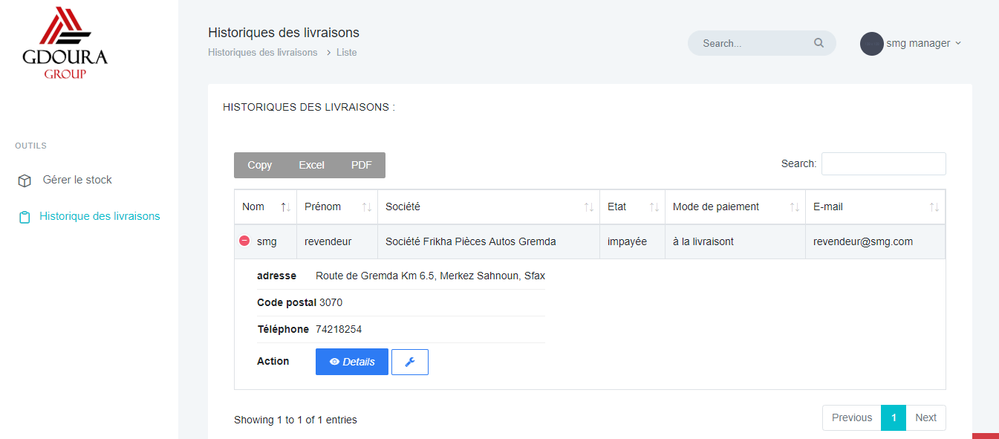 GDOURA
GROUP
OUTILS
Gérer le stock
Historique des livraisons
Historiques des livraisons
Historiques des livraisons > Liste
Search...
smg manager
HISTORIQUES DES LIVRAISONS :
Copy Excel PDF
Search:
Nom Prénom Société Etat Mode de paiement E-mail
smg revendeur Société Frikha Pièces Autos Gremda impayée à la livraisont revendeur@smg.com
adresse Route de Gremda Km 6.5, Merkez Sahnoun, Sfax
Code postal 3070
Téléphone 74218254
Action Details
Showing 1 to 1 of 1 entries
Previous 1 Next